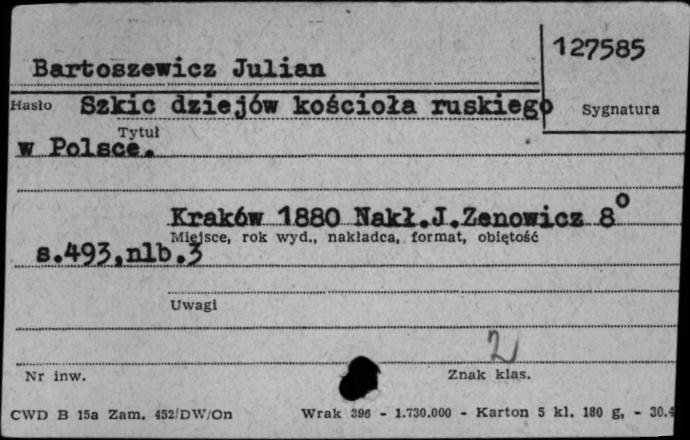 127585
Bartoszewicz Julian
Hasło Szkic dziejów kościoła ruskiego Sygnatura
Tytuł
w Polsce.
Kraków 1880 Nakł.J.Zenowicz 8°
Miejsce, rok wyd., nakładca, format, objętość
s.493,nlb.3
Uwagi
2
Nr inw. Znak klas.
CWD B 15a Zam. 452/DW/On Wrak 396 - 1.730.000 - Karton 5 kl. 180 g, - 30.4